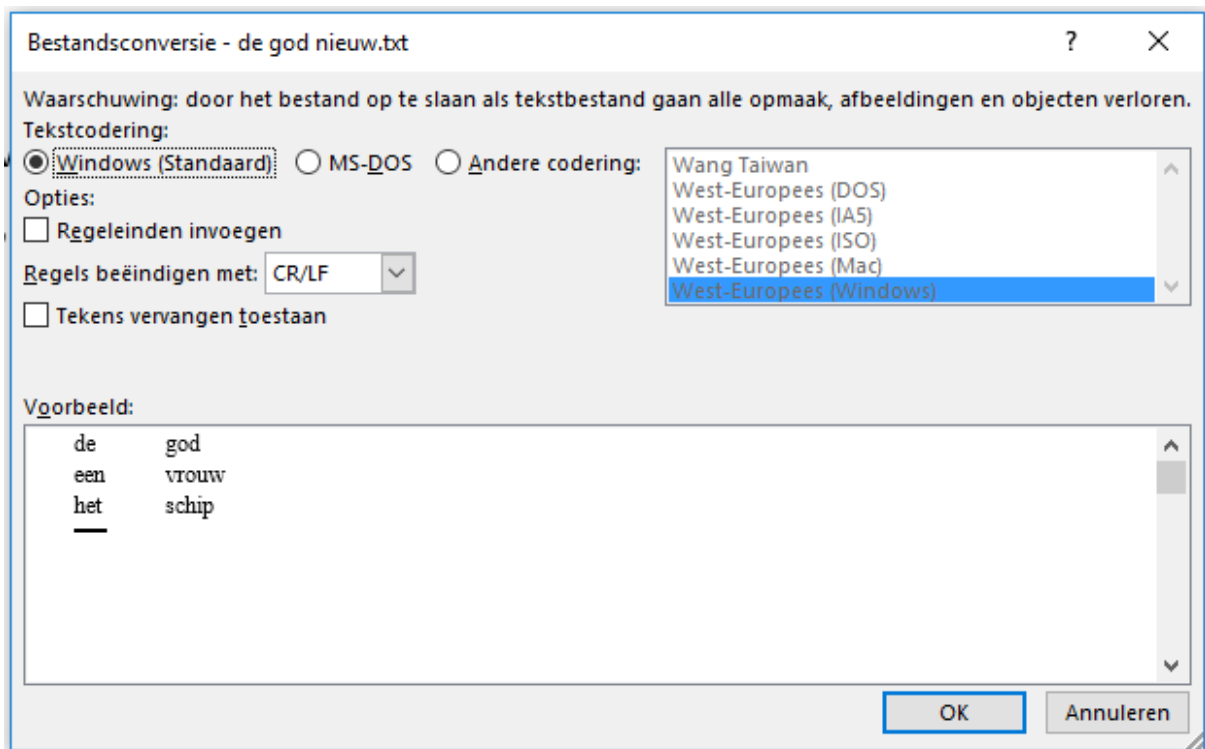 Bestandsconversie - de god nieuw.txt ?
Waarschuwing: door het bestand op te slaan als tekstbestand gaan alle opmaak, afbeeldingen en objecten verloren.
Tekstcodering:
Windows (Standaard) MS-DOS Andere codering:
Wang Taiwan
West-Europees (DOS)
West-Europees (IA5)
West-Europees (ISO)
West-Europees (Mac)
West-Europees (Windows)
Opties:
Regeleinden invoegen
Regels beëindigen met: CR/LF
Tekens vervangen toestaan
Voorbeeld:
de god
een vrouw
het schip
OK Annuleren